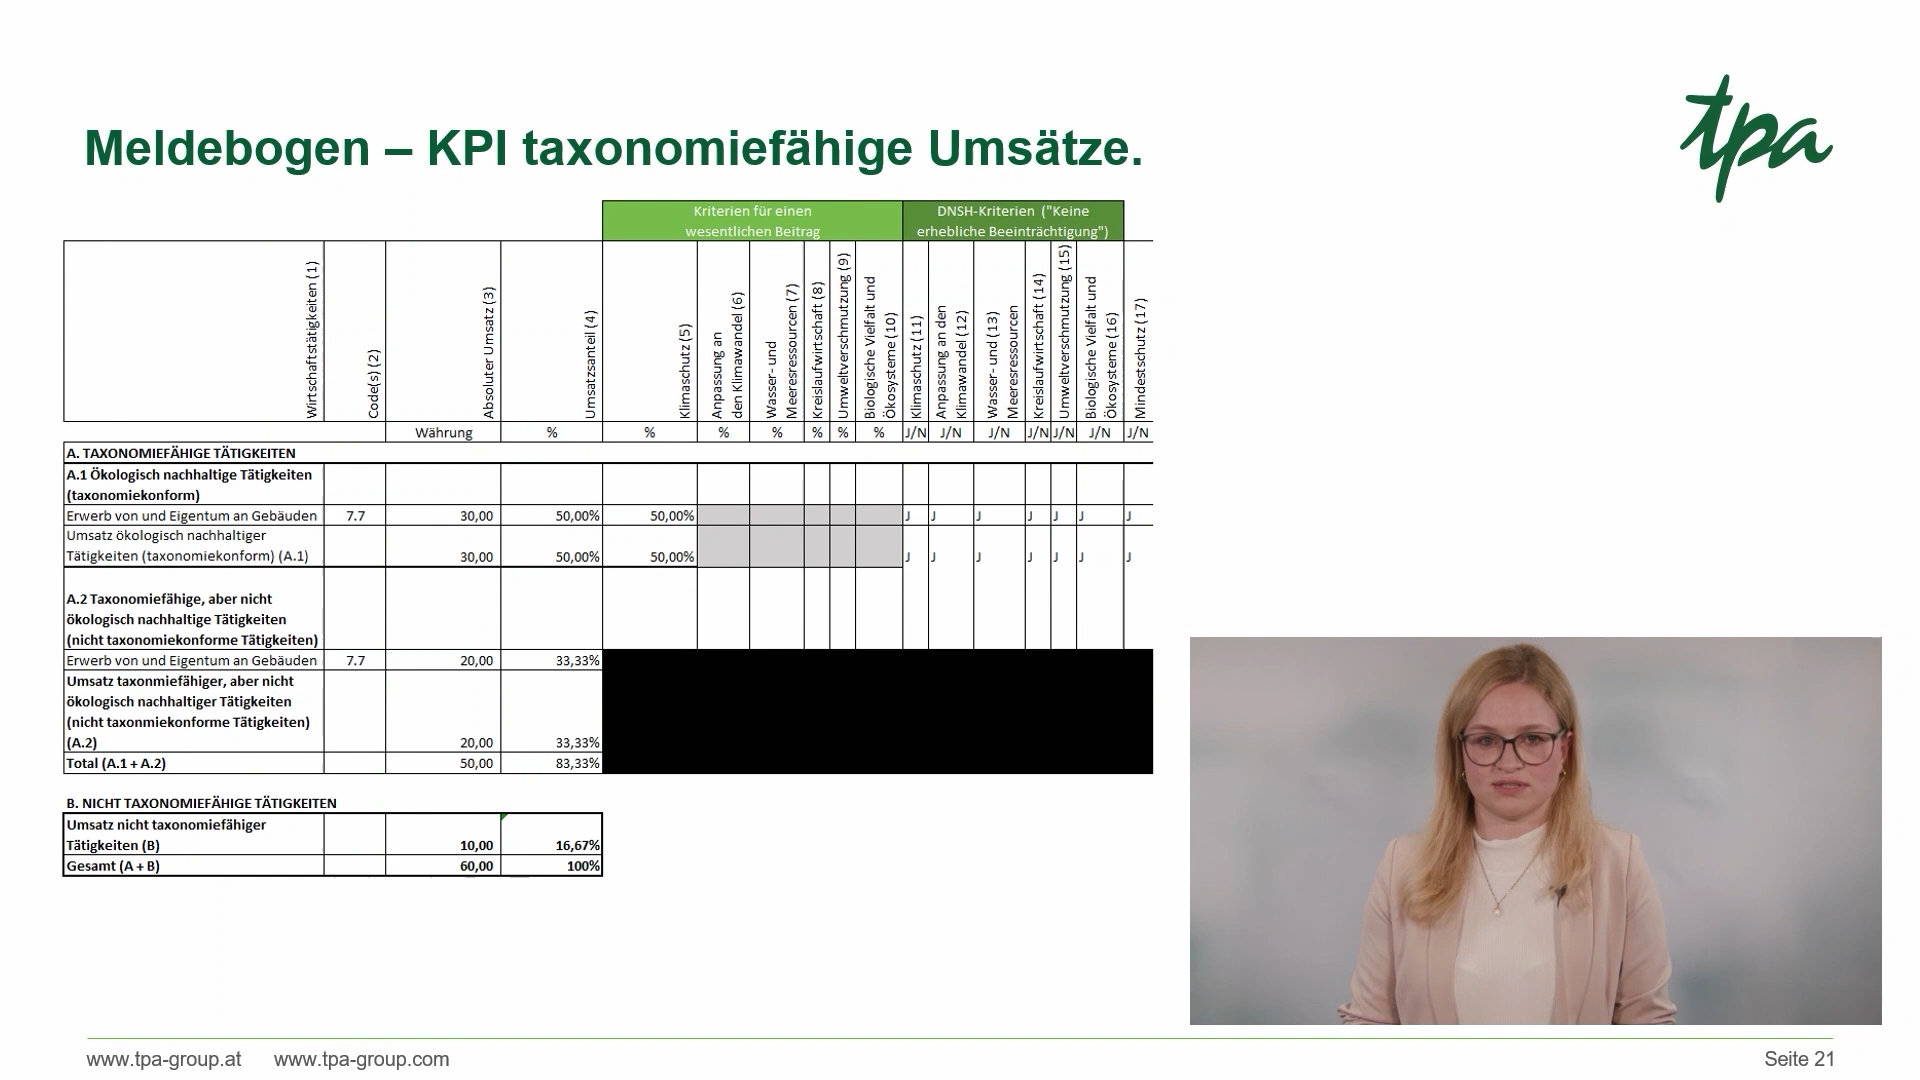 tpa
Meldebogen – KPI taxonomiefähige Umsätze.
Kriterien für einen
wesentlichen Beitrag
DNSH-Kriterien ("Keine
erhebliche Beeinträchtigung")
Wirtschaftstätigkeiten (1)
Code(s) (2)
Absoluter Umsatz (3)
Umsatzsanteil (4)
Klimaschutz (5)
Anpassung an
den Klimawandel (6)
Wasser- und
Meeresressourcen (7)
Kreislaufwirtschaft (8)
Umweltverschmutzung (9)
Biologische Vielfalt und
Ökosysteme (10)
Klimaschutz (11)
Anpassung an den
Klimawandel (12)
Wasser- und (13)
Meeresressourcen
Kreislaufwirtschaft (14)
Umweltverschmutzung (15)
Biologische Vielfalt und
Ökosysteme (16)
Mindestschutz (17)
Währung % % % % % % % J/N J/N J/N J/N J/N J/N J/N
A. TAXONOMIEFÄHIGE TÄTIGKEITEN
A.1 Ökologisch nachhaltige Tätigkeiten
(taxonomiekonform)
Erwerb von und Eigentum an Gebäuden 7.7 30,00 50,00% 50,00% J J J J J J J
Umsatz ökologisch nachhaltiger
Tätigkeiten (taxonomiekonform) (A.1) 30,00 50,00% 50,00% J J J J J J J
A.2 Taxonomiefähige, aber nicht
ökologisch nachhaltige Tätigkeiten
(nicht taxonomiekonforme Tätigkeiten)
Erwerb von und Eigentum an Gebäuden 7.7 20,00 33,33%
Umsatz taxonmiefähiger, aber nicht
ökologisch nachhaltiger Tätigkeiten
(nicht taxonmiekonforme Tätigkeiten)
(A.2) 20,00 33,33%
Total (A.1 + A.2) 50,00 83,33%
B. NICHT TAXONOMIEFÄHIGE TÄTIGKEITEN
Umsatz nicht taxonomiefähiger
Tätigkeiten (B) 10,00 16,67%
Gesamt (A + B) 60,00 100%
www.tpa-group.at www.tpa-group.com
Seite 21